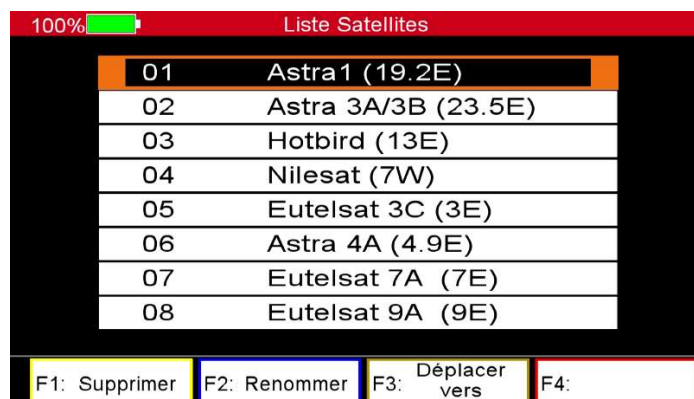 100% Liste Satellites
01 Astra1 (19.2E)
02 Astra 3A/3B (23.5E)
03 Hotbird (13E)
04 Nilesat (7W)
05 Eutelsat 3C (3E)
06 Astra 4A (4.9E)
07 Eutelsat 7A (7E)
08 Eutelsat 9A (9E)
F1: Supprimer F2: Renommer F3: Déplacer vers F4: